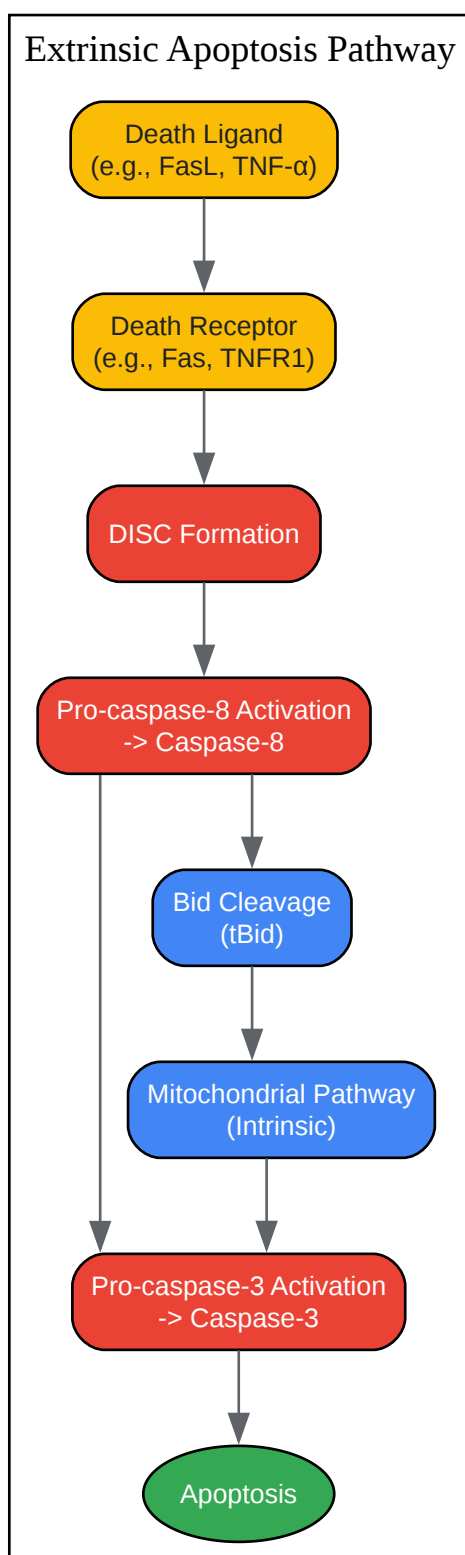 Extrinsic Apoptosis Pathway
Death Ligand
(e.g., FasL, TNF-α)
Death Receptor
(e.g., Fas, TNFR1)
DISC Formation
Pro-caspase-8 Activation
-> Caspase-8
Bid Cleavage
(tBid)
Mitochondrial Pathway
(Intrinsic)
Pro-caspase-3 Activation
-> Caspase-3
Apoptosis